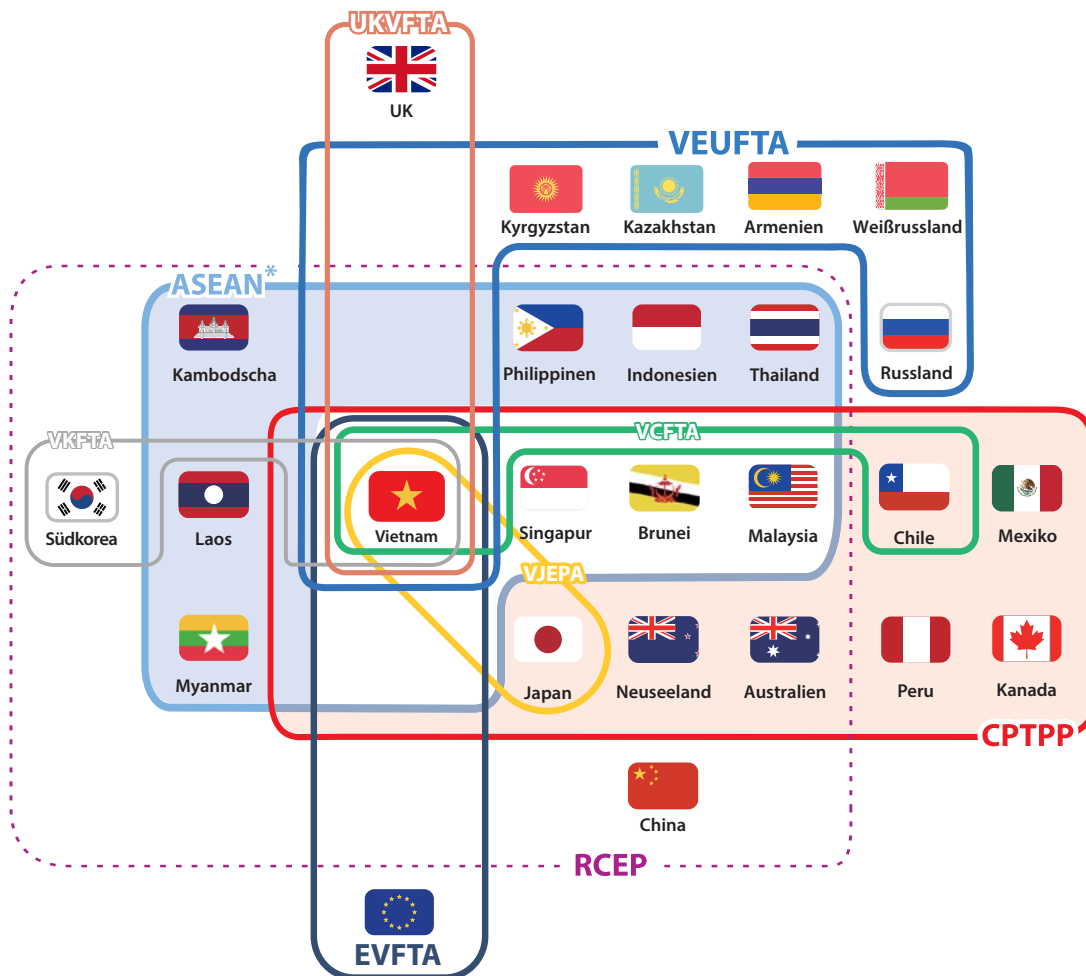 UKVFTA
UK
VEUFTA
Kyrgyzstan
Kazakhstan
Armenien
Weißrussland
ASEAN*
Kambodscha
Philippinen
Indonesien
Thailand
Russland
VKFTA
VCFTA
Südkorea
Laos
Vietnam
Singapur
Brunei
Malaysia
Chile
Mexiko
VJEPA
Myanmar
Japan
Neuseeland
Australien
Peru
Kanada
CPTPP
China
RCEP
EVFTA